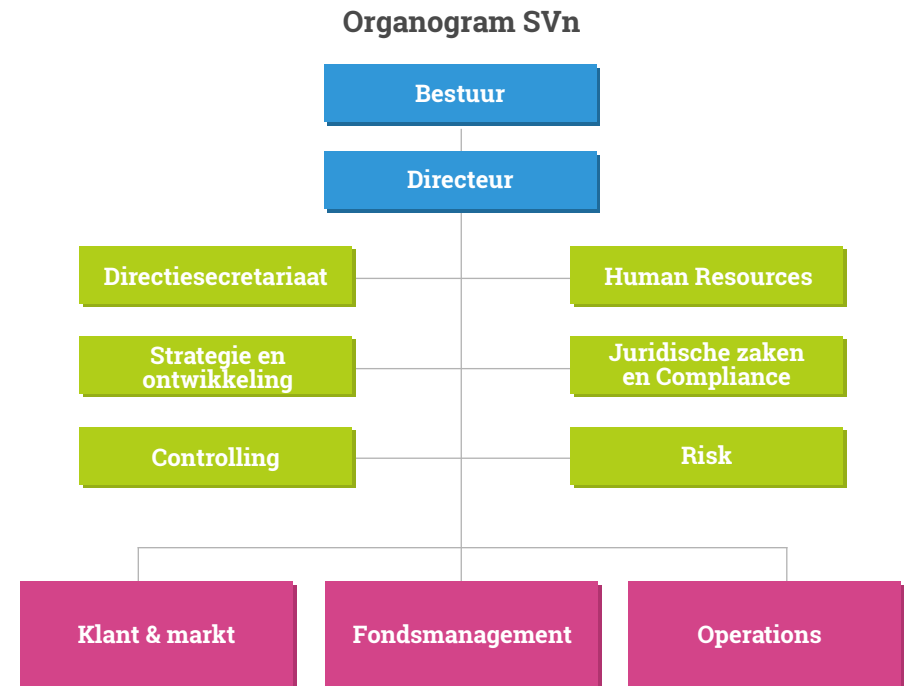 Organogram SVn
Bestuur
Directeur
Directiesecretariaat
Human Resources
Strategie en
ontwikkeling
Juridische zaken
en Compliance
Controlling
Risk
Klant & markt
Fondsmanagement
Operations